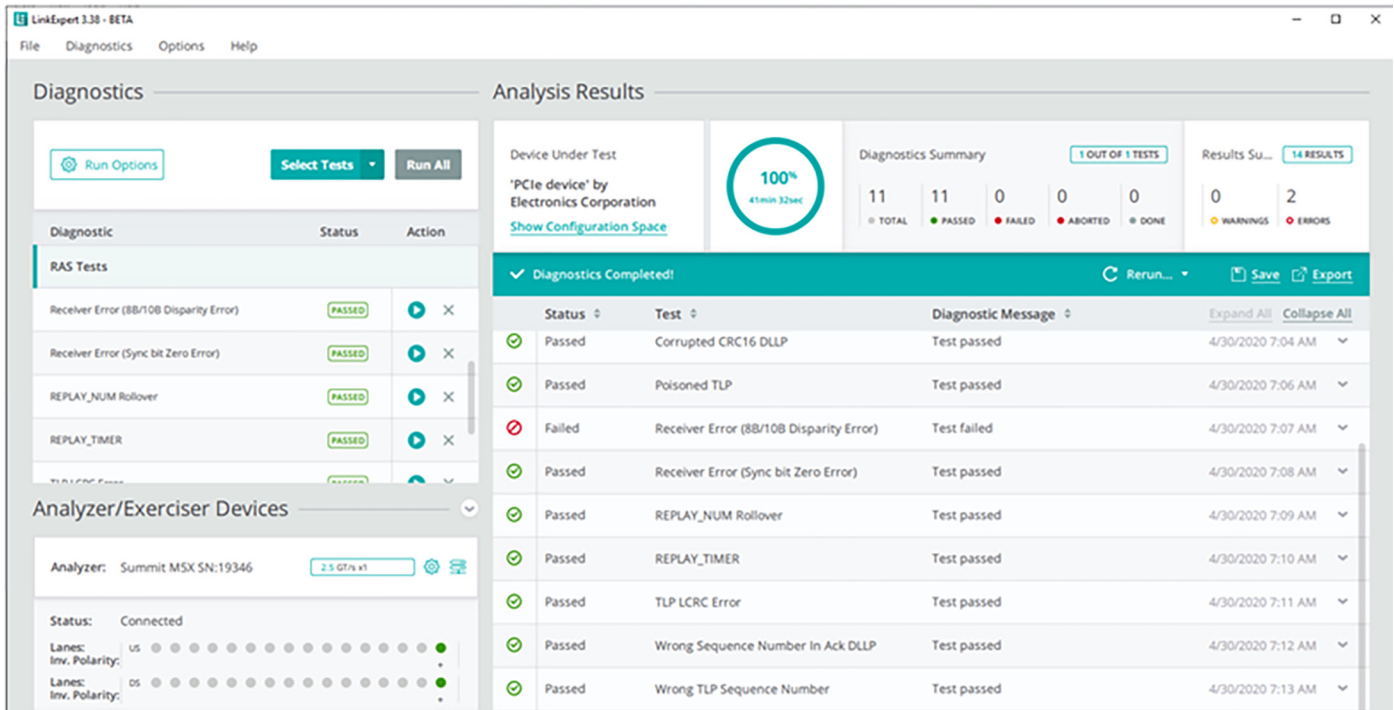 LinkExpert 3.38 - BETA
File Diagnostics Options Help
Diagnostics
Run Options Select Tests Run All
Diagnostic Status Action
RAS Tests
Receiver Error (8B/10B Disparity Error) PASSED
Receiver Error (Sync bit Zero Error) PASSED
REPLAY_NUM Rollover PASSED
REPLAY_TIMER PASSED
TLP LCRC Error PASSED
Analyzer/Exerciser Devices
Analyzer: Summit M5X SN:19346 2.5 GT/s x1
Status: Connected
Lanes: US
Inv. Polarity: +
Lanes: DS
Inv. Polarity: +
Analysis Results
Device Under Test
'PCIe device' by
Electronics Corporation
Show Configuration Space
100%
41min 32sec
Diagnostics Summary 1 OUT OF 1 TESTS
11 11 0 0 0
TOTAL PASSED FAILED ABORTED DONE
Results Su... 14 RESULTS
0 2
WARNINGS ERRORS
Diagnostics Completed! Rerun... Save Export
Status Test Diagnostic Message Expand All Collapse All
Passed Corrupted CRC16 DLLP Test passed 4/30/2020 7:04 AM
Passed Poisoned TLP Test passed 4/30/2020 7:06 AM
Failed Receiver Error (8B/10B Disparity Error) Test failed 4/30/2020 7:07 AM
Passed Receiver Error (Sync bit Zero Error) Test passed 4/30/2020 7:08 AM
Passed REPLAY_NUM Rollover Test passed 4/30/2020 7:09 AM
Passed REPLAY_TIMER Test passed 4/30/2020 7:10 AM
Passed TLP LCRC Error Test passed 4/30/2020 7:11 AM
Passed Wrong Sequence Number In Ack DLLP Test passed 4/30/2020 7:12 AM
Passed Wrong TLP Sequence Number Test passed 4/30/2020 7:13 AM